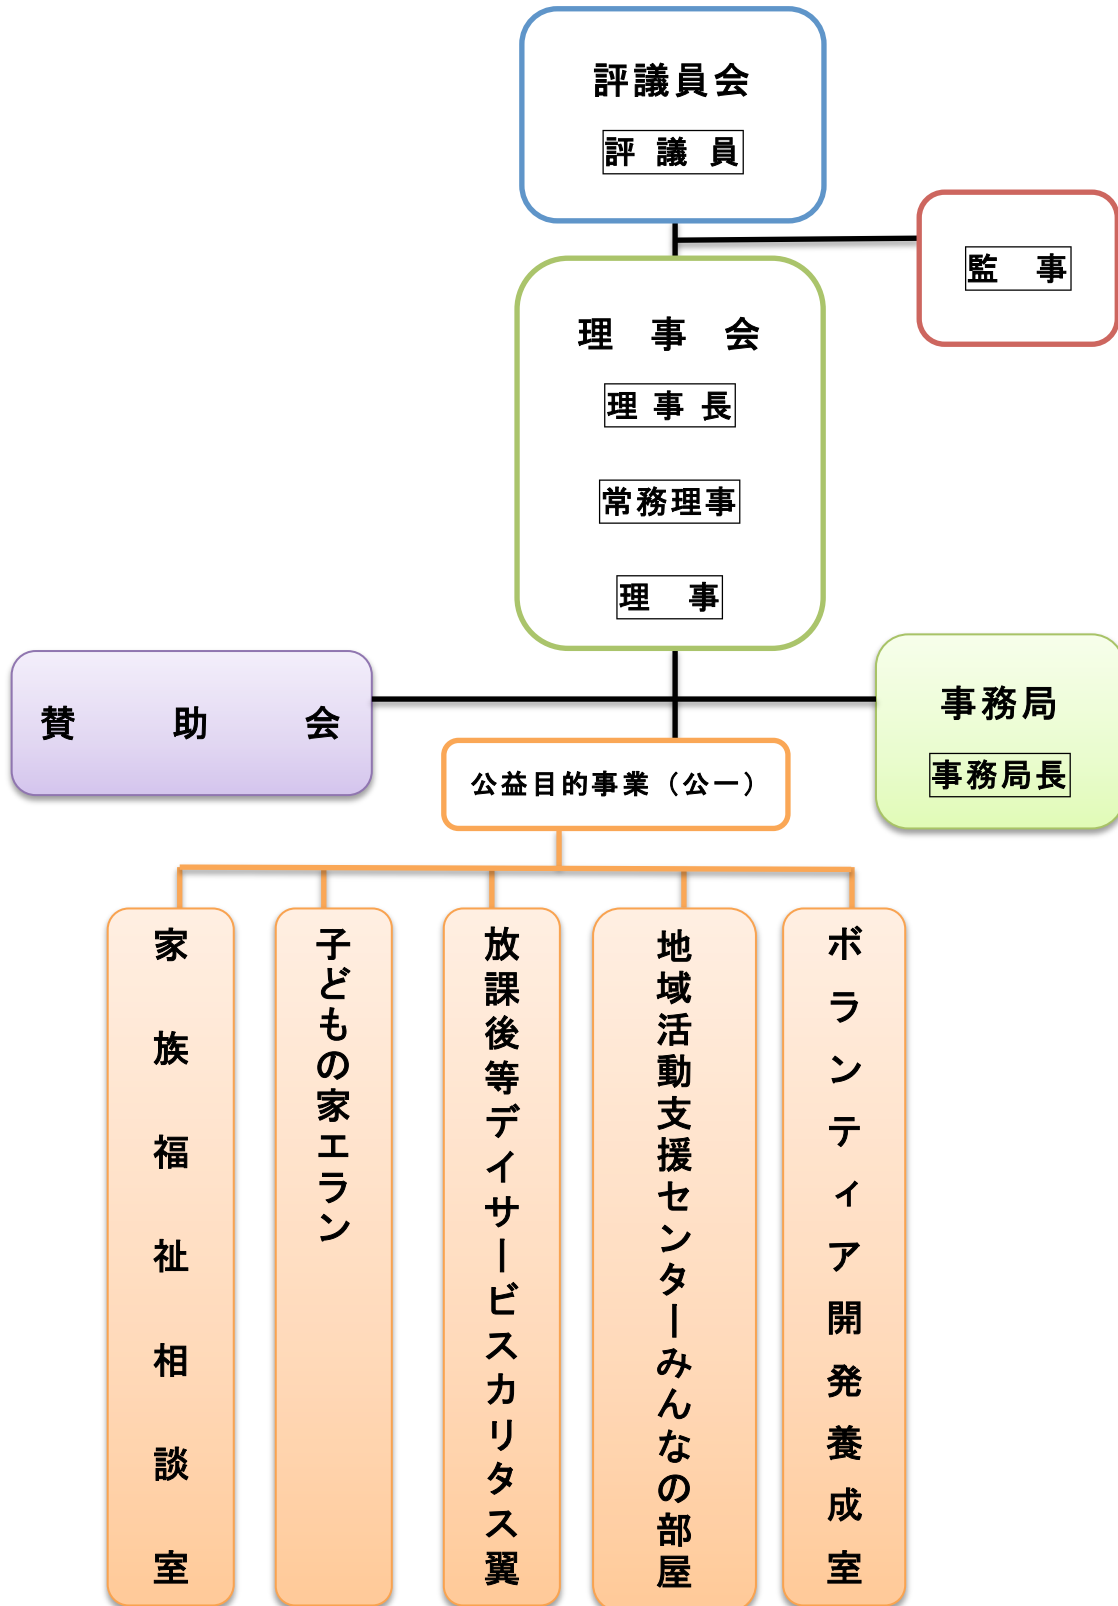 評議員会
評 議 員
監 事
理 事 会
理 事 長
常務理事
理 事
賛 助 会
事務局
事務局長
公益目的事業（公一）
家族福祉相談室
子どもの家エラン
放課後等デイサービスカリタス翼
地域活動支援センターみんなの部屋
ボランティア開発養成室